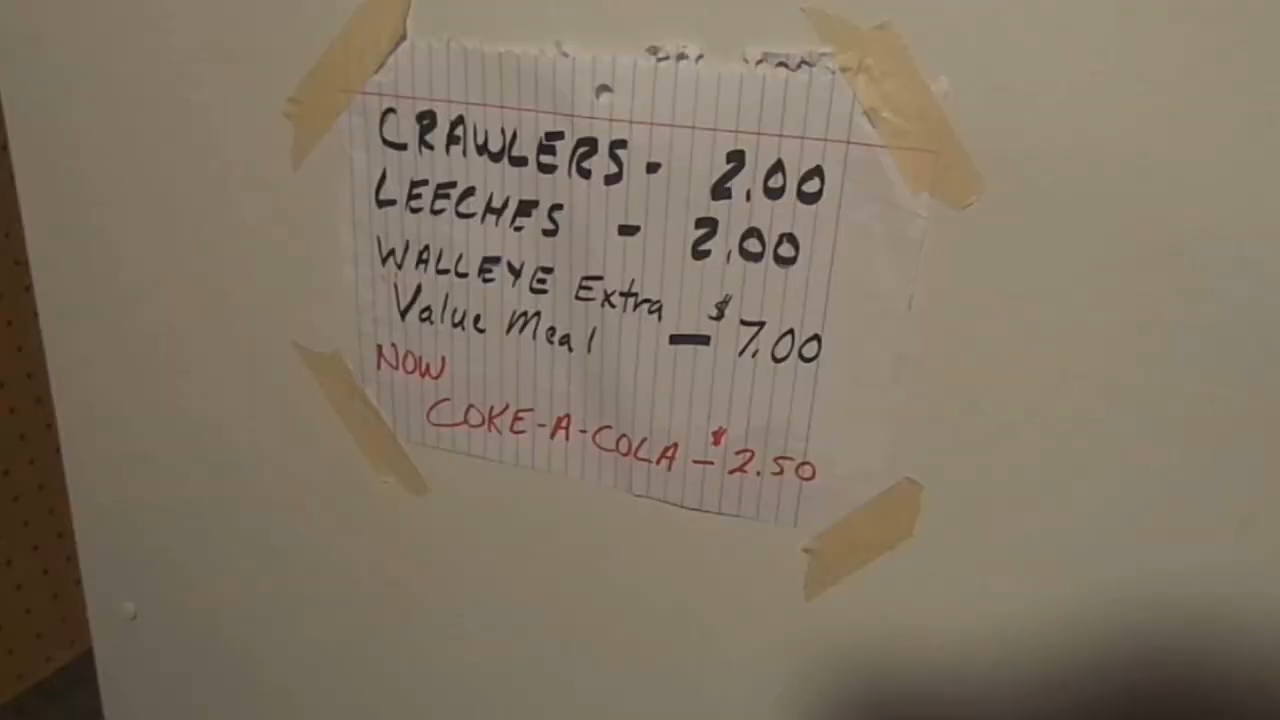 CRAWLERS - 2.00
LEECHES - 2.00
WALLEYE Extra
Value Meal — $7.00
NOW
COKE-A-COLA - $2.50